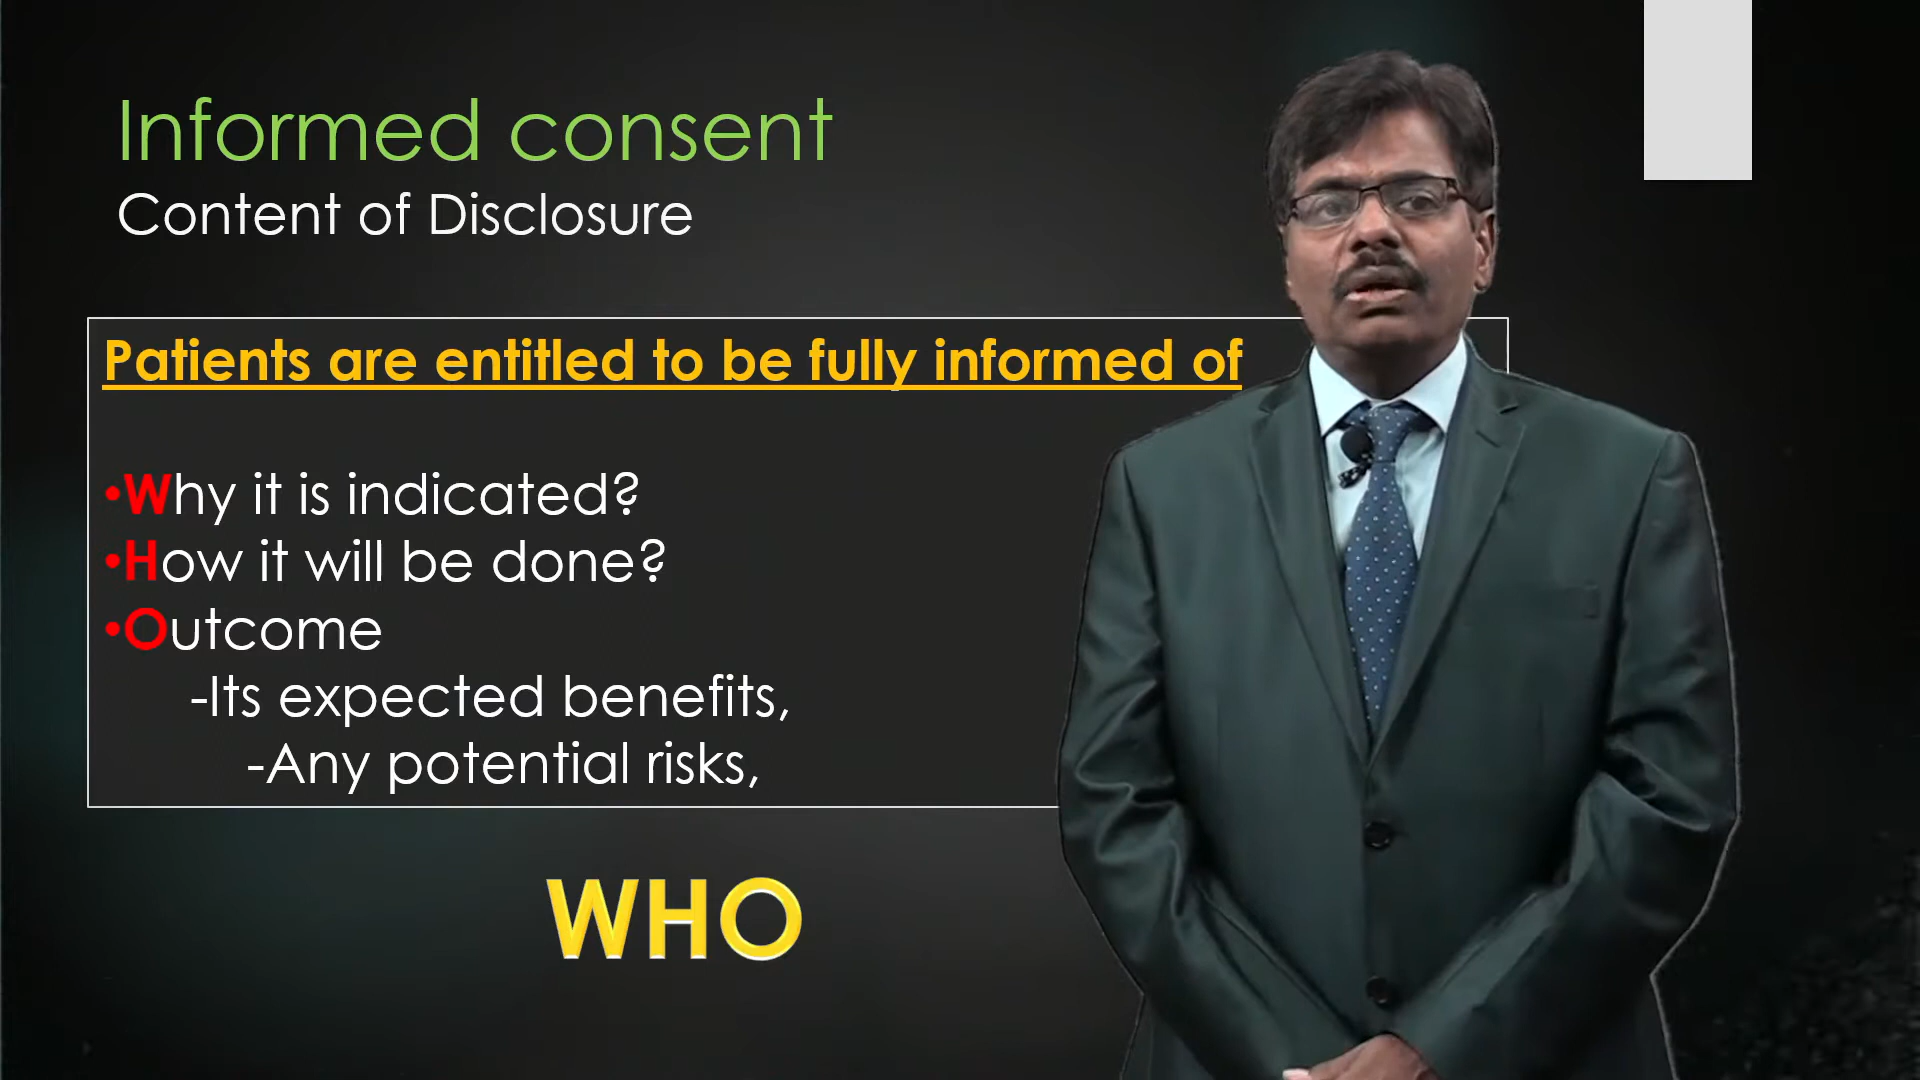 Informed consent
Content of Disclosure
Patients are entitled to be fully informed of
•Why it is indicated?
•How it will be done?
•Outcome
-Its expected benefits,
-Any potential risks,
WHO